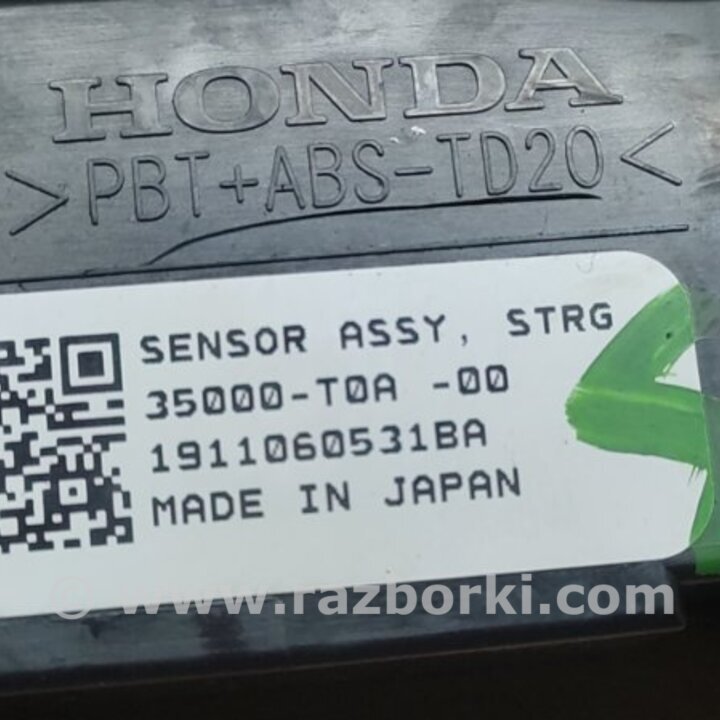 HONDA
>PBT+ABS-TD20<
SENSOR ASSY, STRG
35000-T0A -00
1911060531BA
MADE IN JAPAN
© www.razborki.com